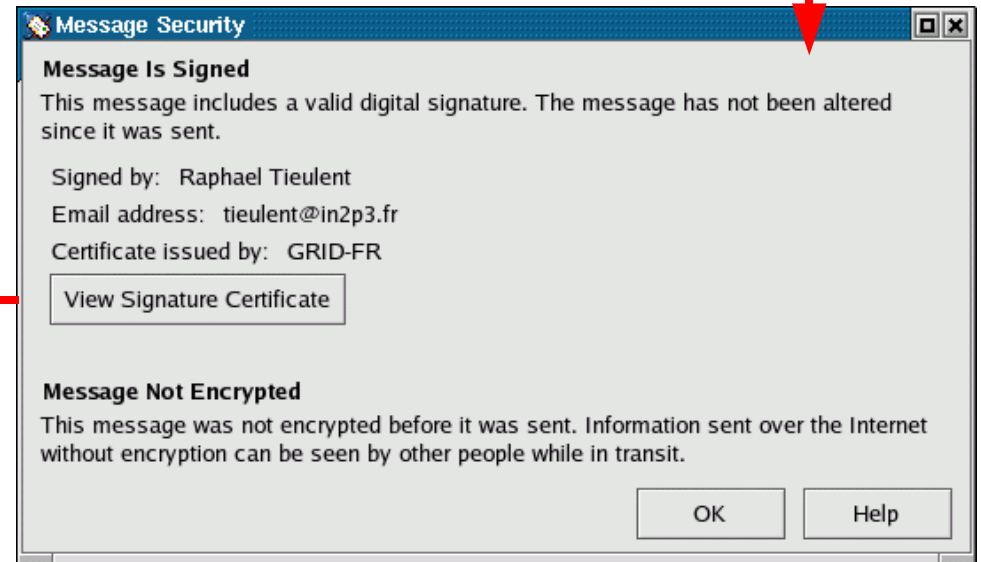 Message Security
Message Is Signed
This message includes a valid digital signature. The message has not been altered
since it was sent.
Signed by: Raphael Tieulent
Email address: tieulent@in2p3.fr
Certificate issued by: GRID-FR
View Signature Certificate
Message Not Encrypted
This message was not encrypted before it was sent. Information sent over the Internet
without encryption can be seen by other people while in transit.
OK Help